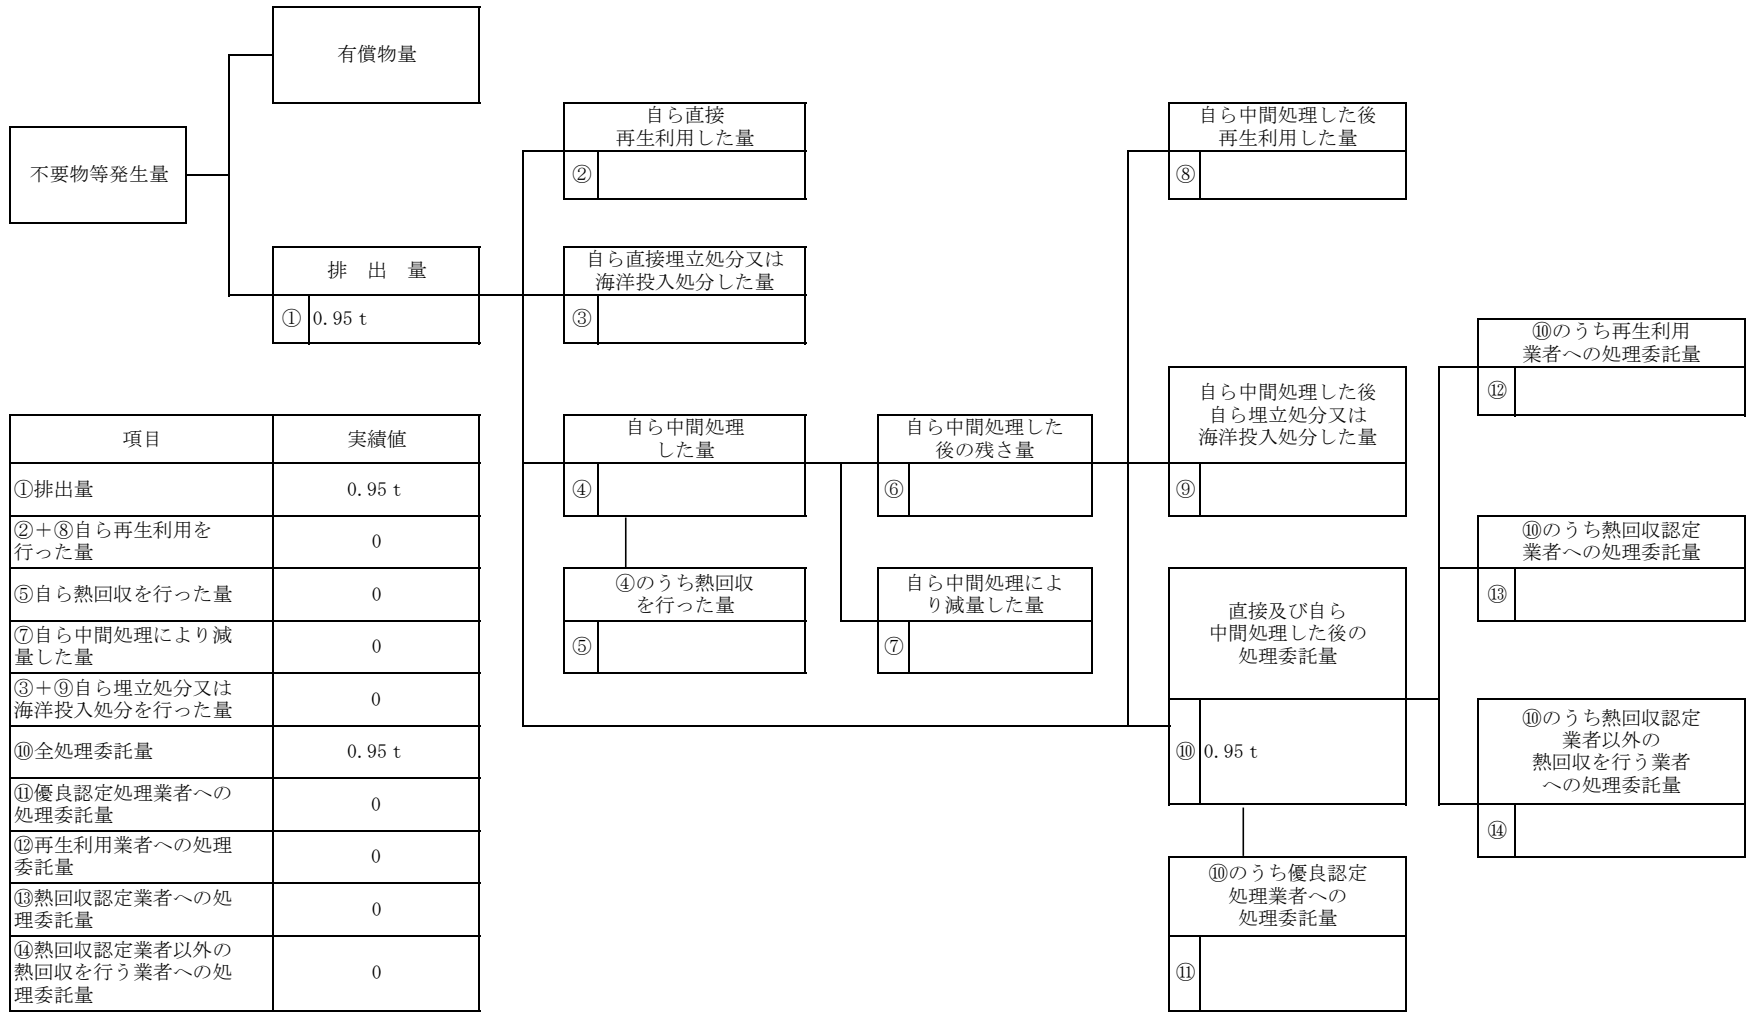 有償物量
不要物等発生量
排　出　量
① 0.95 t
自ら直接
再生利用した量
②
自ら直接埋立処分又は
海洋投入処分した量
③
自ら中間処理
した量
④
④のうち熱回収
を行った量
⑤
自ら中間処理した
後の残さ量
⑥
自ら中間処理によ
り減量した量
⑦
自ら中間処理した後
再生利用した量
⑧
自ら中間処理した後
自ら埋立処分又は
海洋投入処分した量
⑨
直接及び自ら
中間処理した後の
処理委託量
⑩ 0.95 t
⑩のうち優良認定
処理業者への
処理委託量
⑪
⑩のうち再生利用
業者への処理委託量
⑫
⑩のうち熱回収認定
業者への処理委託量
⑬
⑩のうち熱回収認定
業者以外の
熱回収を行う業者
への処理委託量
⑭
項目 実績値
①排出量 0.95 t
②＋⑧自ら再生利用を
行った量 0
⑤自ら熱回収を行った量 0
⑦自ら中間処理により減
量した量 0
③＋⑨自ら埋立処分又は
海洋投入処分を行った量 0
⑩全処理委託量 0.95 t
⑪優良認定処理業者への
処理委託量 0
⑫再生利用業者への処理
委託量 0
⑬熱回収認定業者への処
理委託量 0
⑭熱回収認定業者以外の
熱回収を行う業者への処 0
理委託量